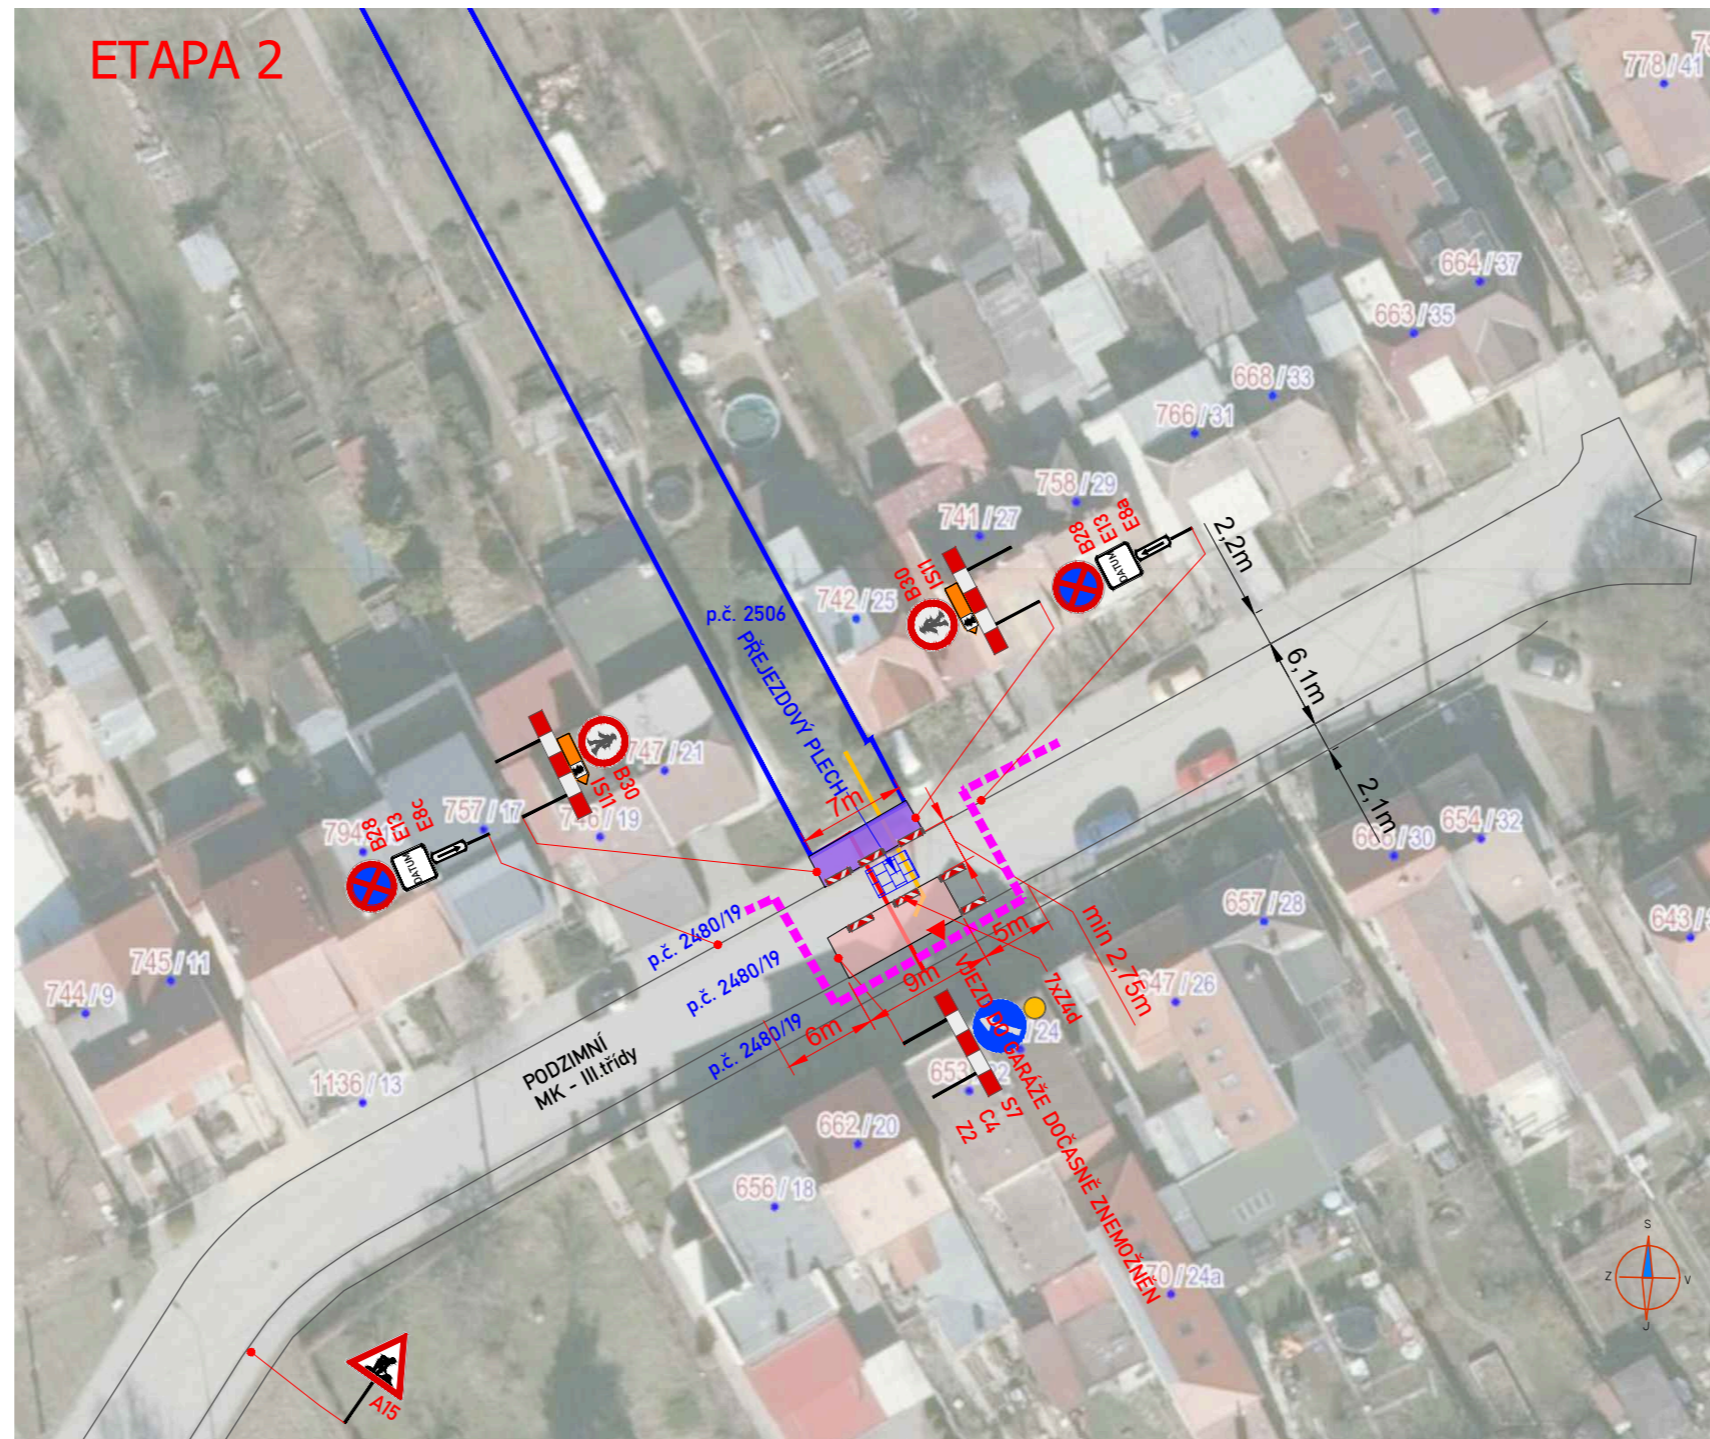 ETAPA 2
778/41
664/37
663/35
668/33
766/31
758/29
741/27
B28
E13
E8a
DATUM
2,2m
B30
IS11
742/25
p.č. 2506
PŘEJEZDOVÝ PLECH
6,1m
2,1m
747/21
B30
IS11
746/19
757/17
794
B28
E13
E8c
DATUM
7m
654/32
666/30
657/28
647/26
p.č. 2480/19
p.č. 2480/19
p.č. 2480/19
745/11
744/9
5m
9m
6m
min 2,75m
7xZ4d
VJEZD DO GARÁŽE DOČASNĚ ZNEMOŽNĚN
/24
653
S7
C4
Z2
PODZIMNÍ
MK - III.třídy
1136/13
662/20
656/18
70/24a
A15
S
Z
V
J